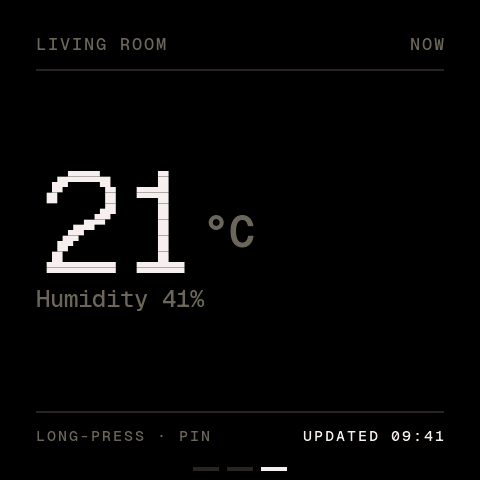 LIVING ROOM NOW
21 °C
Humidity 41%
LONG-PRESS · PIN UPDATED 09:41